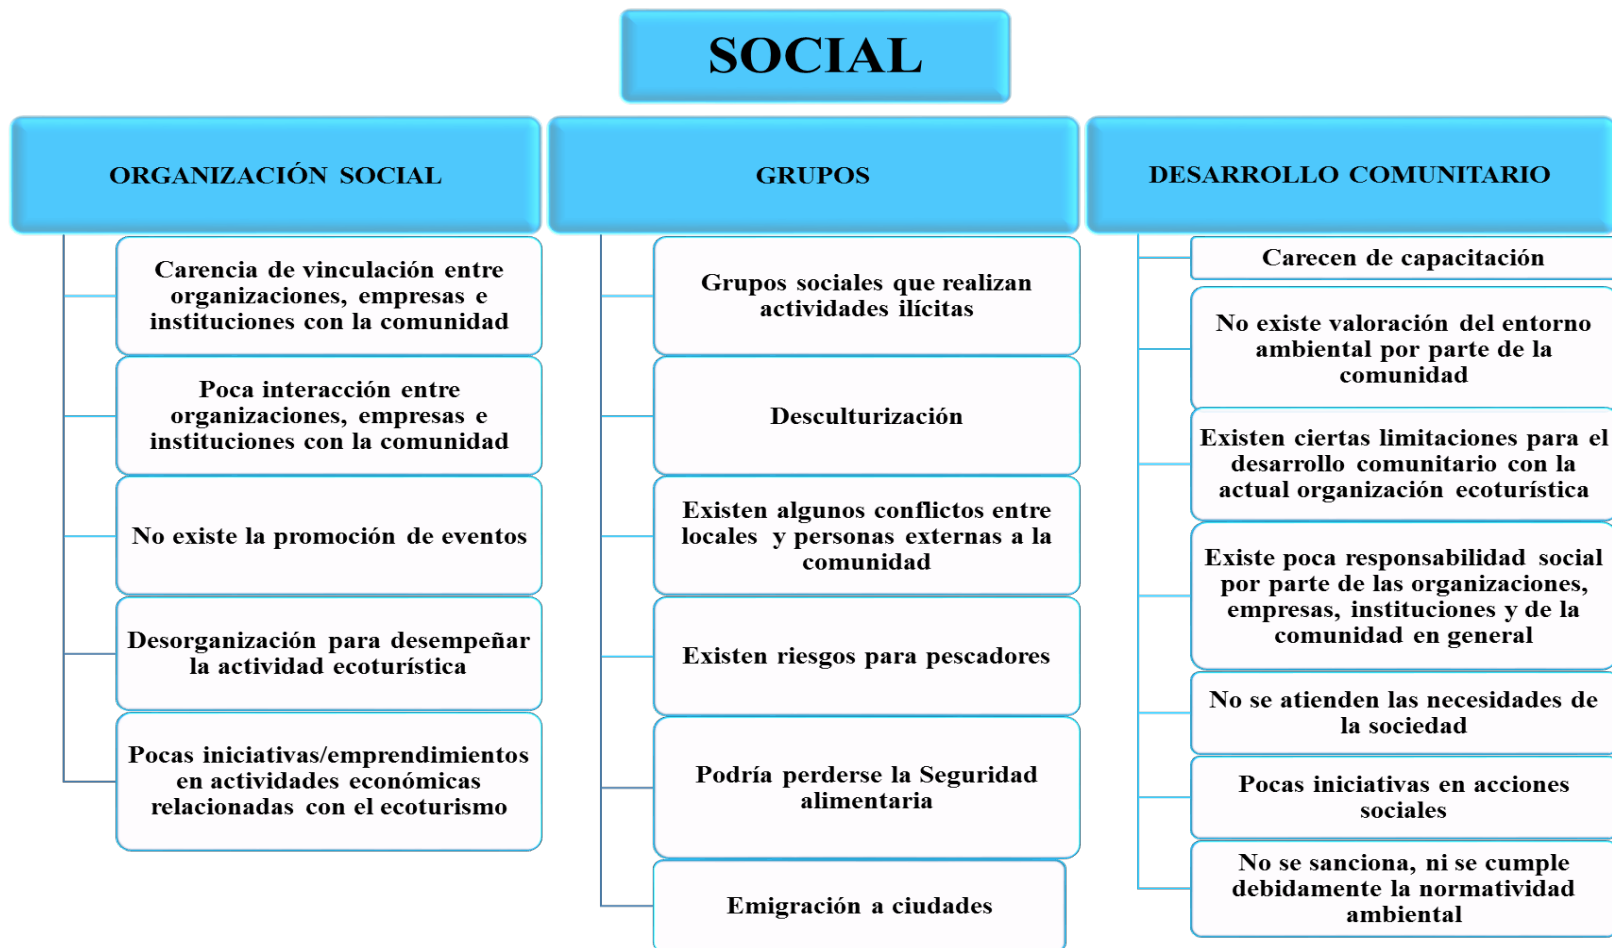 SOCIAL
ORGANIZACIÓN SOCIAL
Carencia de vinculación entre
organizaciones, empresas e
instituciones con la comunidad
Poca interacción entre
organizaciones, empresas e
instituciones con la comunidad
No existe la promoción de eventos
Desorganización para desempeñar
la actividad ecoturística
Pocas iniciativas/emprendimientos
en actividades económicas
relacionadas con el ecoturismo
GRUPOS
Grupos sociales que realizan
actividades ilícitas
Desculturización
Existen algunos conflictos entre
locales y personas externas a la
comunidad
Existen riesgos para pescadores
Podría perderse la Seguridad
alimentaria
Emigración a ciudades
DESARROLLO COMUNITARIO
Carecen de capacitación
No existe valoración del entorno
ambiental por parte de la
comunidad
Existen ciertas limitaciones para el
desarrollo comunitario con la
actual organización ecoturística
Existe poca responsabilidad social
por parte de las organizaciones,
empresas, instituciones y de la
comunidad en general
No se atienden las necesidades de
la sociedad
Pocas iniciativas en acciones
sociales
No se sanciona, ni se cumple
debidamente la normatividad
ambiental